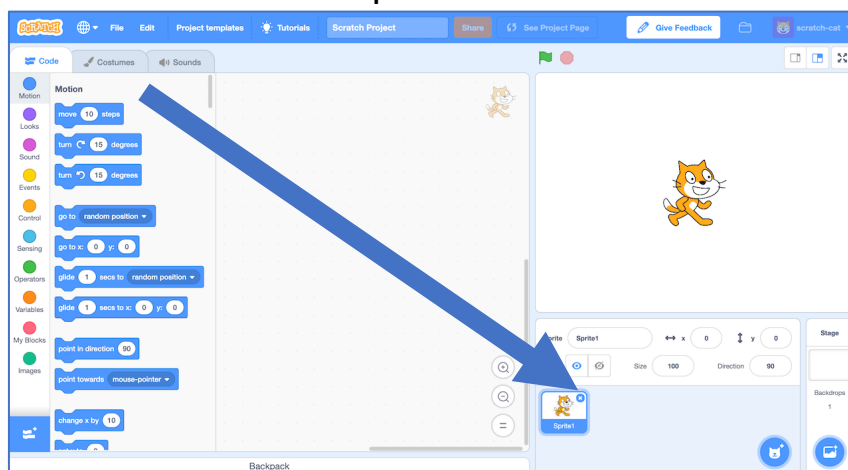 SCRATCH File Edit Project templates Tutorials Scratch Project Share See Project Page Give Feedback scratch-cat
Code Costumes Sounds
Motion
Looks
Sound
Events
Control
Sensing
Operators
Variables
My Blocks
Images
Motion
move 10 steps
turn 15 degrees
turn 15 degrees
go to random position
go to x: 0 y: 0
glide 1 secs to random position
glide 1 secs to x: 0 y: 0
point in direction 90
point towards mouse-pointer
change x by 10
Backpack
Sprite1 x 0 y 0
Size 100 Direction 90
Sprite1
Stage
Backdrops
1